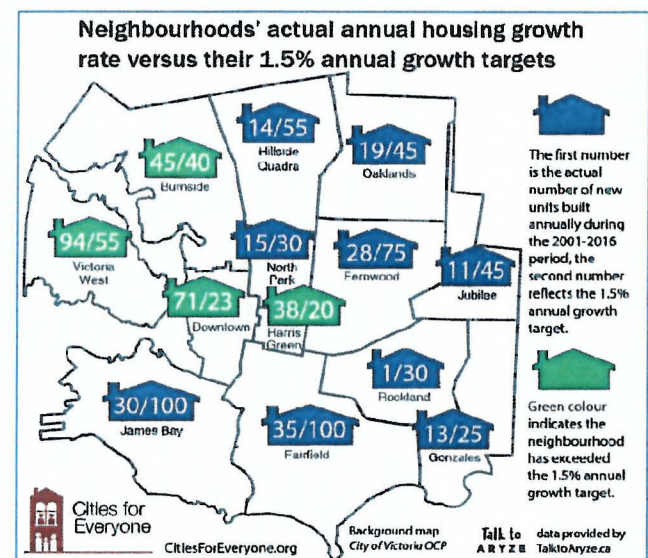 Neighbourhoods' actual annual housing growth
rate versus their 1.5% annual growth targets
14/55
Hillside
Quadra
19/45
Oaklands
45/40
Burnside
94/55
Victoria
West
15/30
North
Park
28/75
Fernwood
11/45
Jubilee
71/23
Downtown
38/20
Harris
Green
1/30
Rockland
30/100
James Bay
35/100
Fairfield
13/25
Gonzales
The first number
is the actual
number of new
units built
annually during
the 2001-2016
period, the
second number
reflects the 1.5%
annual growth
target.
Green colour
indicates the
neighbourhood
has exceeded
the 1.5% annual
growth target.
Cities for
Everyone
CitiesForEveryone.org
Background map
City of Victoria OCP
Talk to
ARYZE
data provided by
TalktoAryze.ca